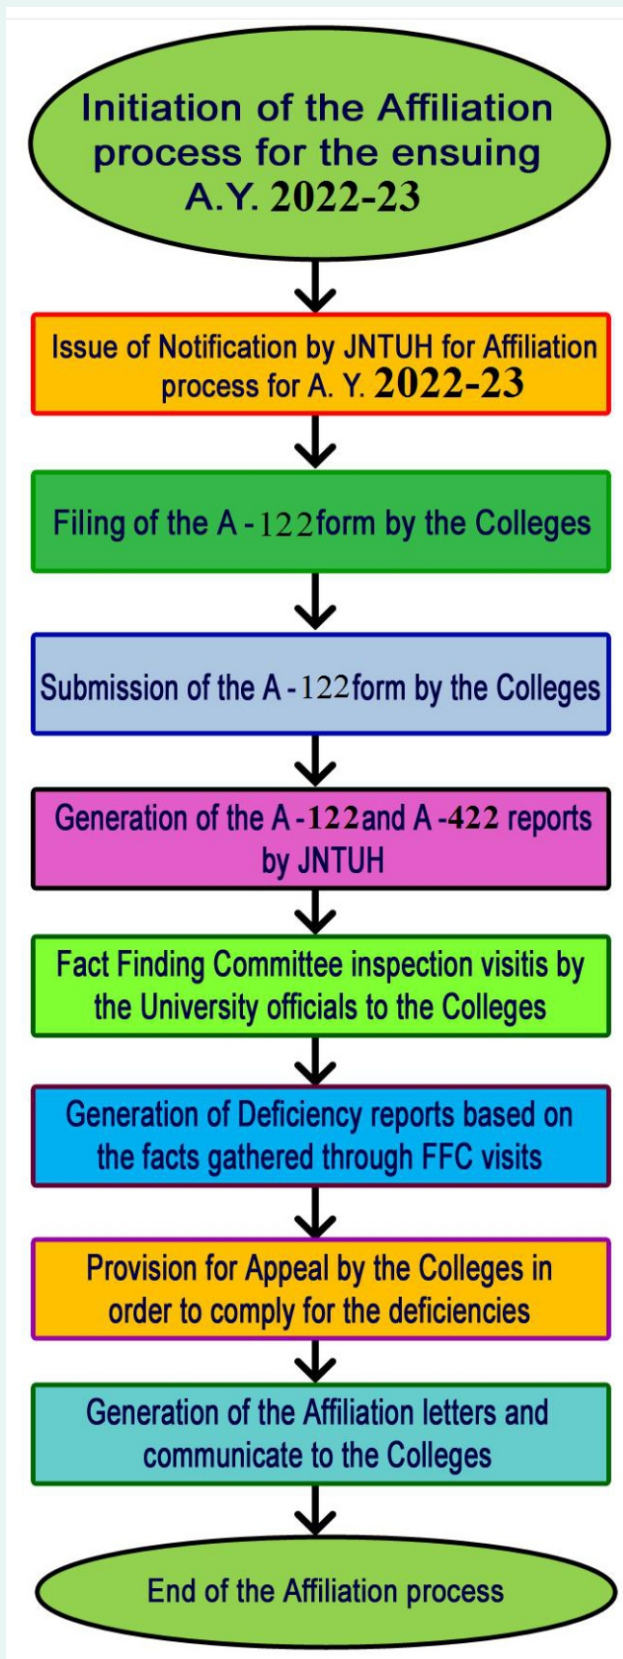 Initiation of the Affiliation
process for the ensuing
A.Y. 2022-23
Issue of Notification by JNTUH for Affiliation
process for A. Y. 2022-23
Filing of the A -122 form by the Colleges
Submission of the A -122 form by the Colleges
Generation of the A -122 and A -422 reports
by JNTUH
Fact Finding Committee inspection visitis by
the University officials to the Colleges
Generation of Deficiency reports based on
the facts gathered through FFC visits
Provision for Appeal by the Colleges in
order to comply for the deficiencies
Generation of the Affiliation letters and
communicate to the Colleges
End of the Affiliation process